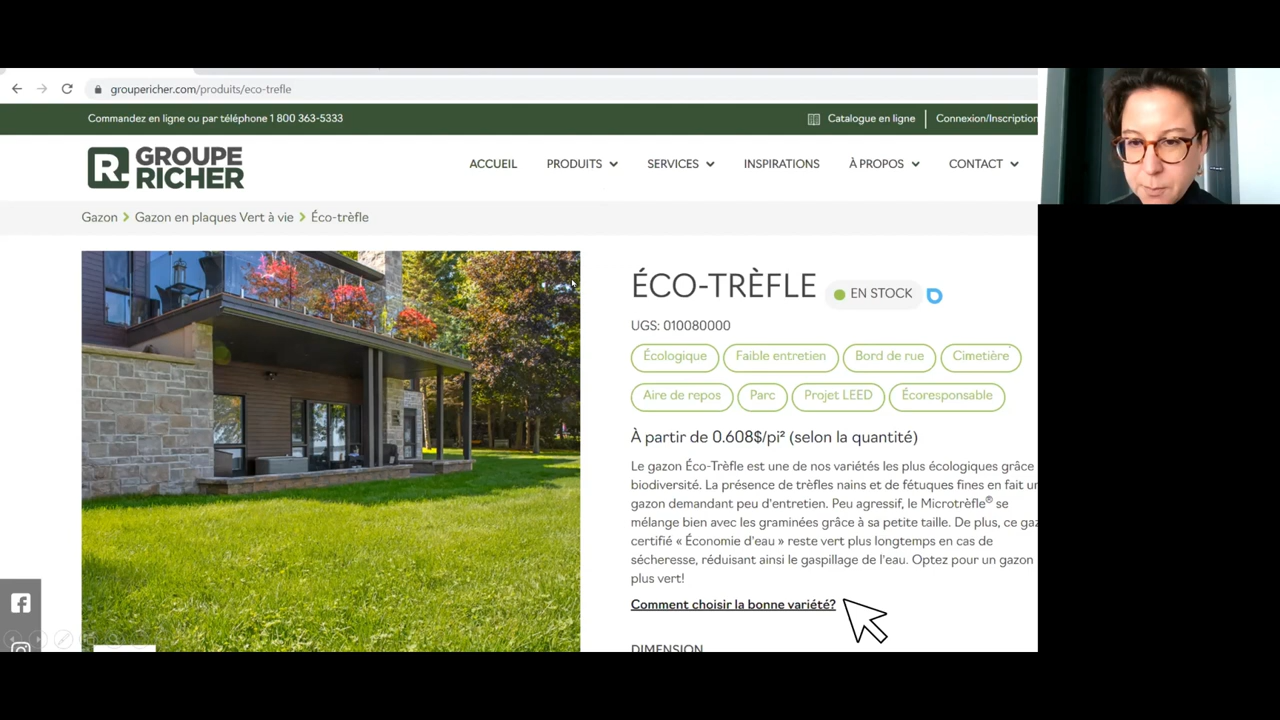 groupericher.com/produits/eco-trefle
Commandez en ligne ou par téléphone 1 800 363-5333
Catalogue en ligne
Connexion/Inscription
R GROUPE RICHER
ACCUEIL
PRODUITS
SERVICES
INSPIRATIONS
À PROPOS
CONTACT
Gazon > Gazon en plaques Vert à vie > Éco-trèfle
ÉCO-TRÈFLE
EN STOCK
UGS: 010080000
Écologique
Faible entretien
Bord de rue
Cimetière
Aire de repos
Parc
Projet LEED
Écoresponsable
À partir de 0.608$/pi² (selon la quantité)
Le gazon Éco-Trèfle est une de nos variétés les plus écologiques grâce
biodiversité. La présence de trèfles nains et de fétuques fines en fait un
gazon demandant peu d'entretien. Peu agressif, le Microtrèfle® se
mélange bien avec les graminées grâce à sa petite taille. De plus, ce gaz
certifié « Économie d'eau » reste vert plus longtemps en cas de
sécheresse, réduisant ainsi le gaspillage de l'eau. Optez pour un gazon
plus vert!
Comment choisir la bonne variété?
DIMENSION